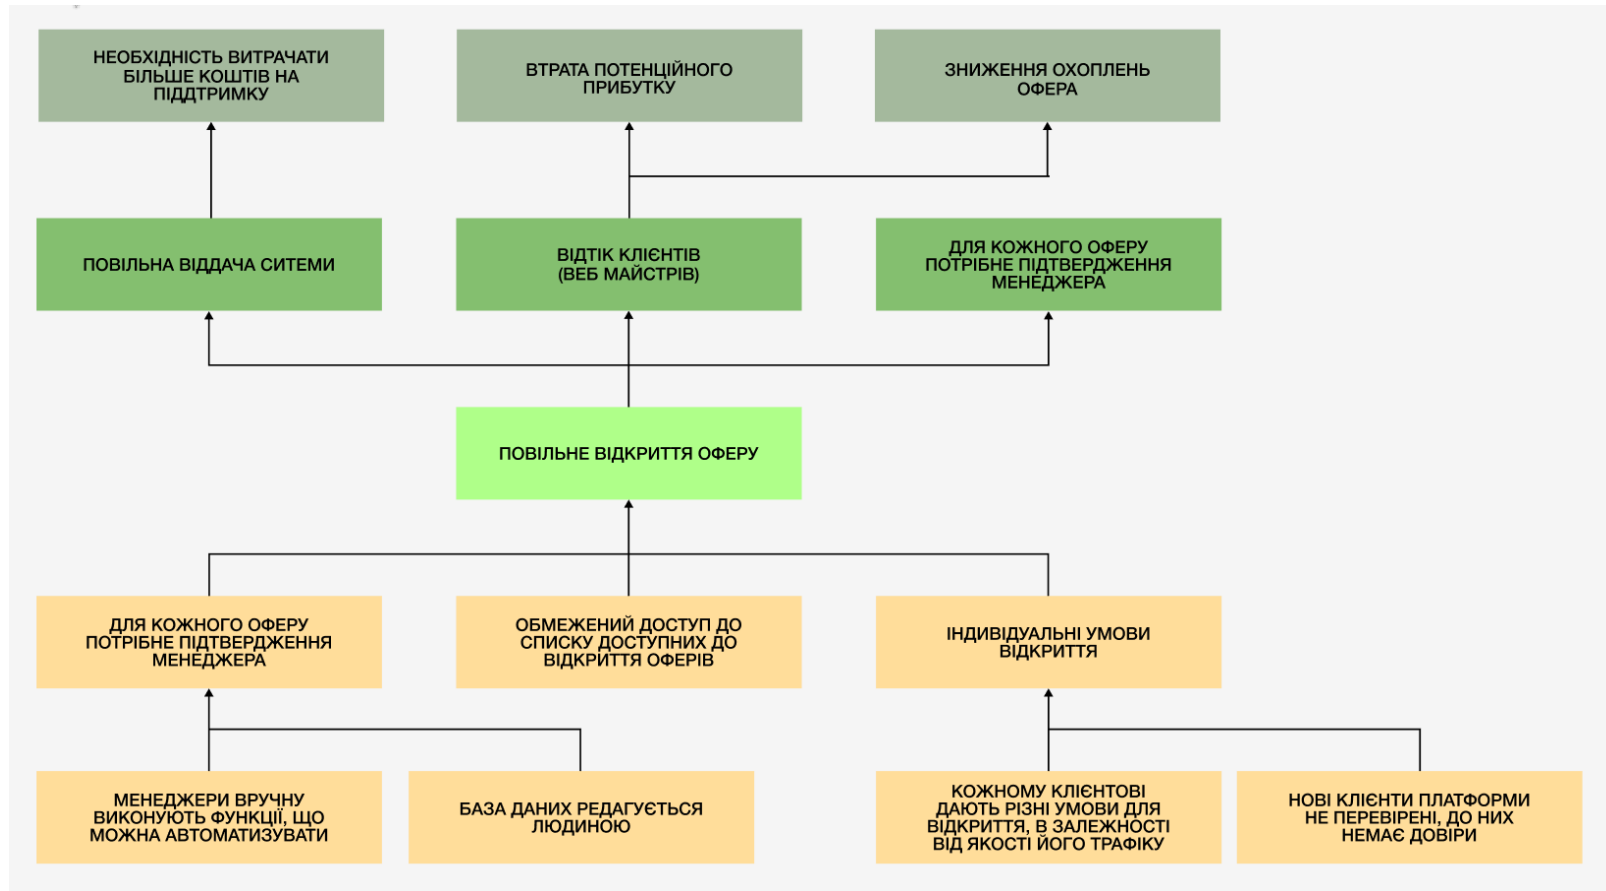 НЕОБХІДНІСТЬ ВИТРАЧАТИ
БІЛЬШЕ КОШТІВ НА
ПІДДТРИМКУ
ВТРАТА ПОТЕНЦІЙНОГО
ПРИБУТКУ
ЗНИЖЕННЯ ОХОПЛЕНЬ
ОФЕРА
ПОВІЛЬНА ВІДДАЧА СИТЕМИ
ВІДТІК КЛІЄНТІВ
(ВЕБ МАЙСТРІВ)
ДЛЯ КОЖНОГО ОФЕРУ
ПОТРІБНЕ ПІДТВЕРДЖЕННЯ
МЕНЕДЖЕРА
ПОВІЛЬНЕ ВІДКРИТТЯ ОФЕРУ
ДЛЯ КОЖНОГО ОФЕРУ
ПОТРІБНЕ ПІДТВЕРДЖЕННЯ
МЕНЕДЖЕРА
ОБМЕЖЕНИЙ ДОСТУП ДО
СПИСКУ ДОСТУПНИХ ДО
ВІДКРИТТЯ ОФЕРІВ
ІНДИВІДУАЛЬНІ УМОВИ
ВІДКРИТТЯ
МЕНЕДЖЕРИ ВРУЧНУ
ВИКОНУЮТЬ ФУНКЦІЇ, ЩО
МОЖНА АВТОМАТИЗУВАТИ
БАЗА ДАНИХ РЕДАГУЄТЬСЯ
ЛЮДИНОЮ
КОЖНОМУ КЛІЄНТОВІ
ДАЮТЬ РІЗНІ УМОВИ ДЛЯ
ВІДКРИТТЯ, В ЗАЛЕЖНОСТІ
ВІД ЯКОСТІ ЙОГО ТРАФІКУ
НОВІ КЛІЄНТИ ПЛАТФОРМИ
НЕ ПЕРЕВІРЕНІ, ДО НИХ
НЕМАЄ ДОВІРИ